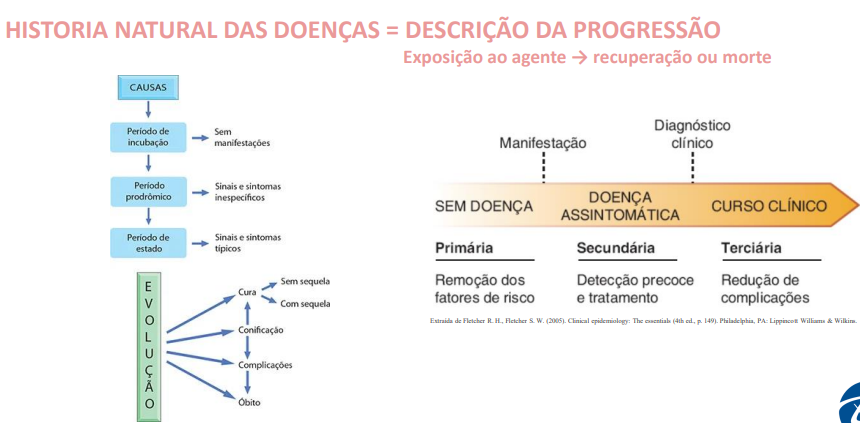 HISTORIA NATURAL DAS DOENÇAS = DESCRIÇÃO DA PROGRESSÃO
Exposição ao agente → recuperação ou morte
CAUSAS
Período de
incubação
Sem
manifestações
Período
prodrômico
Sinais e sintomas
inespecíficos
Período de
estado
Sinais e sintomas
típicos
EVOLUÇÃO
Cura
Sem sequela
Com sequela
Conificação
Complicações
Óbito
Manifestação
Diagnóstico
clínico
SEM DOENÇA
DOENÇA
ASSINTOMÁTICA
CURSO CLÍNICO
Primária
Remoção dos
fatores de risco
Secundária
Detecção precoce
e tratamento
Terciária
Redução de
complicações
Extraída de Fletcher R. H., Fletcher S. W. (2005). Clinical epidemiology: The essentials (4th ed., p. 149). Philadelphia, PA: Lippincott Williams & Wilkins.